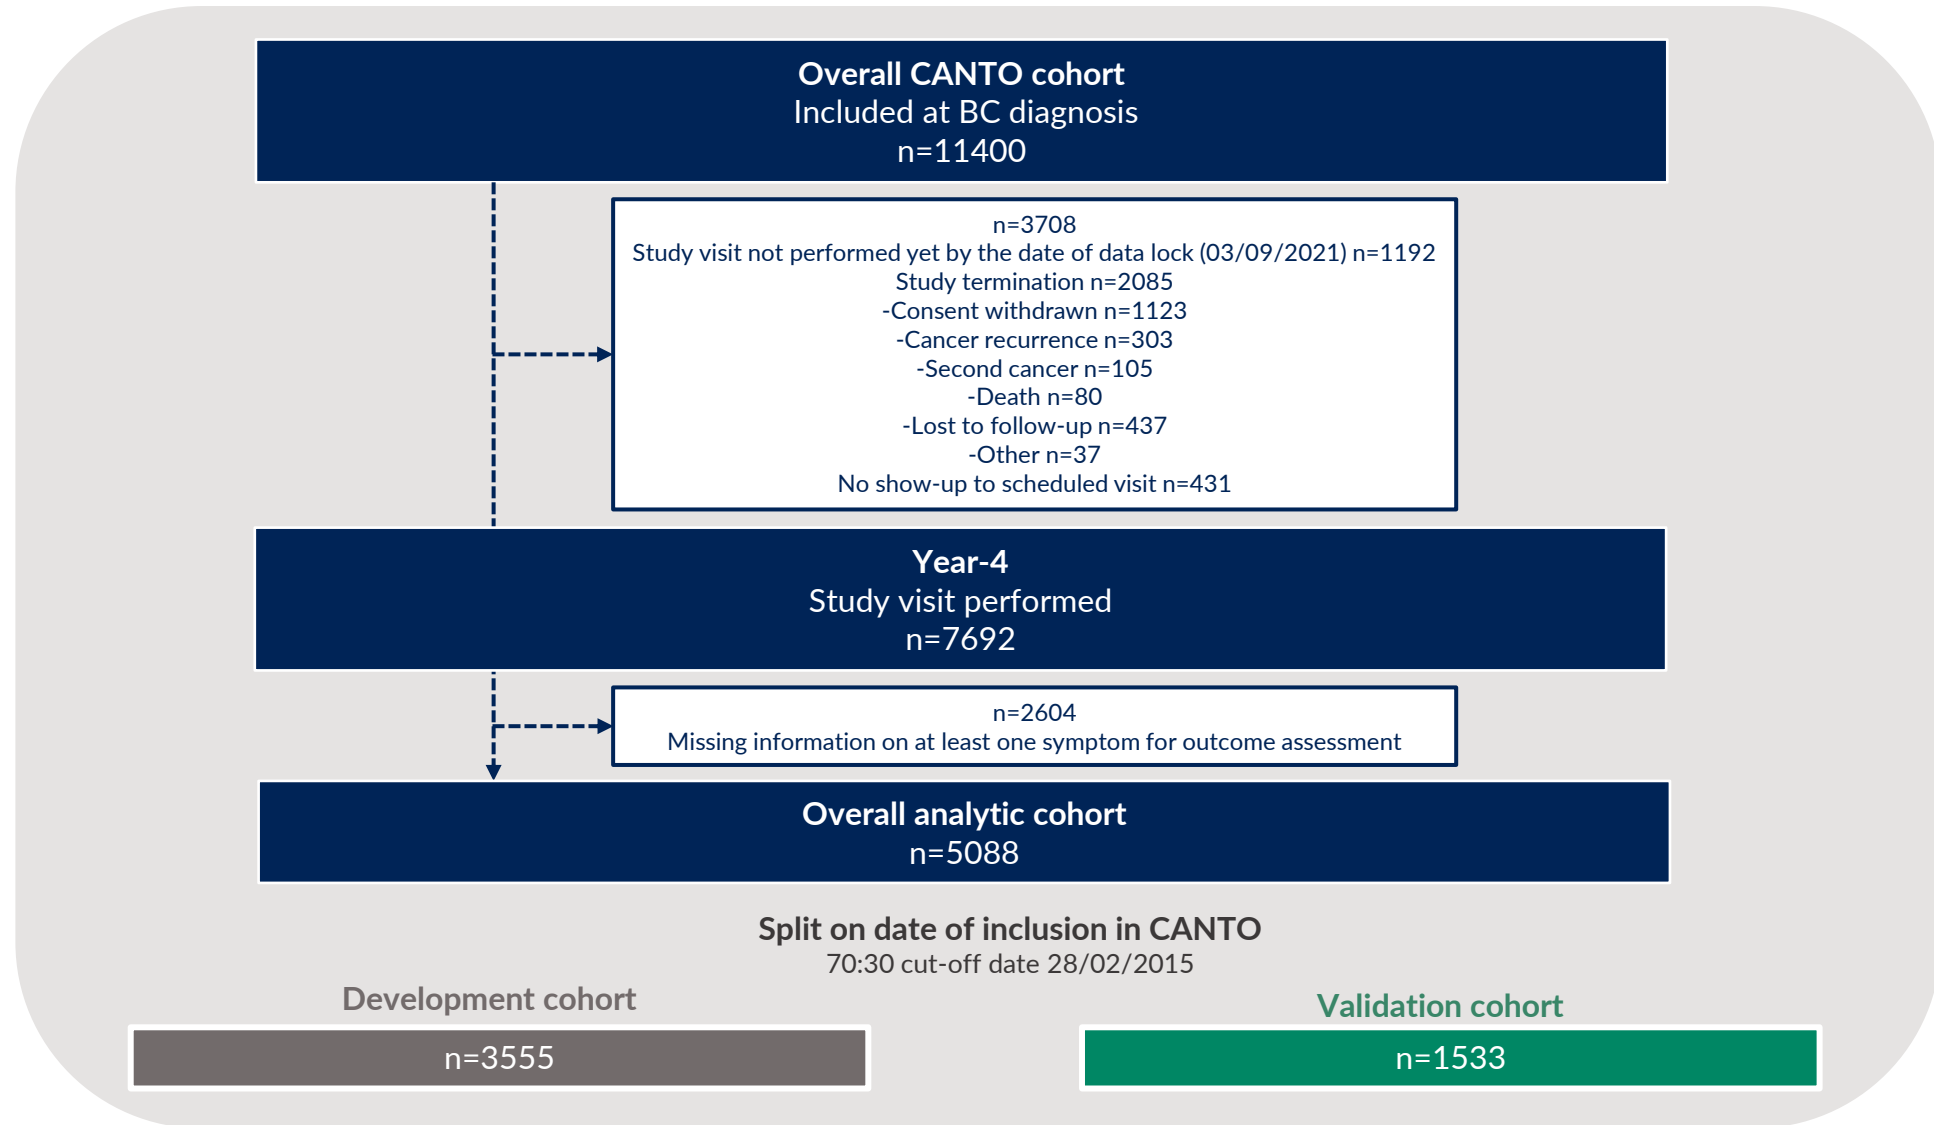 Overall CANTO cohort
Included at BC diagnosis
n=11400
n=3708
Study visit not performed yet by the date of data lock (03/09/2021) n=1192
Study termination n=2085
-Consent withdrawn n=1123
-Cancer recurrence n=303
-Second cancer n=105
-Death n=80
-Lost to follow-up n=437
-Other n=37
No show-up to scheduled visit n=431
Year-4
Study visit performed
n=7692
n=2604
Missing information on at least one symptom for outcome assessment
Overall analytic cohort
n=5088
Split on date of inclusion in CANTO
70:30 cut-off date 28/02/2015
Development cohort
n=3555
Validation cohort
n=1533